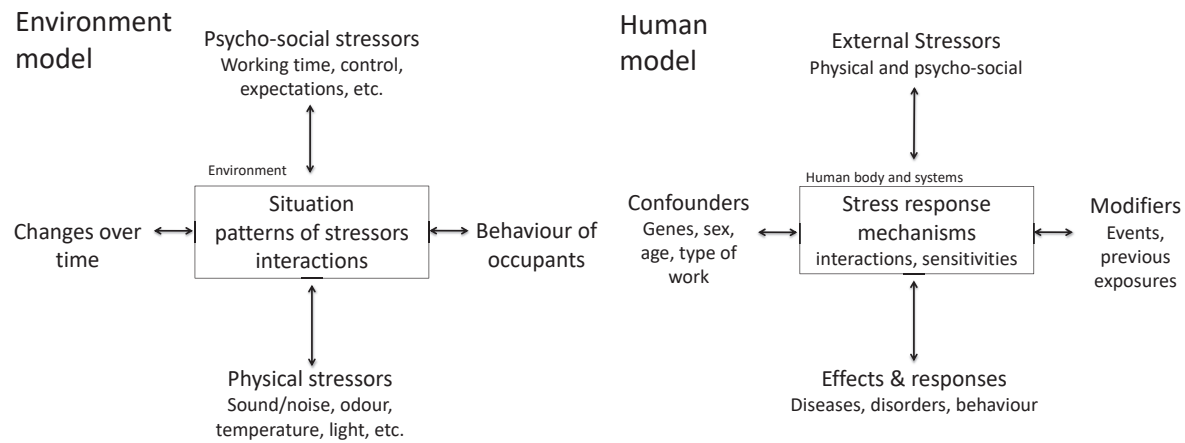 Environment
model
Psycho-social stressors
Working time, control,
expectations, etc.
Environment
Situation
patterns of stressors
interactions
Changes over
time
Behaviour of
occupants
Physical stressors
Sound/noise, odour,
temperature, light, etc.
Human
model
External Stressors
Physical and psycho-social
Human body and systems
Stress response
mechanisms
interactions, sensitivities
Confounders
Genes, sex,
age, type of
work
Modifiers
Events,
previous
exposures
Effects & responses
Diseases, disorders, behaviour